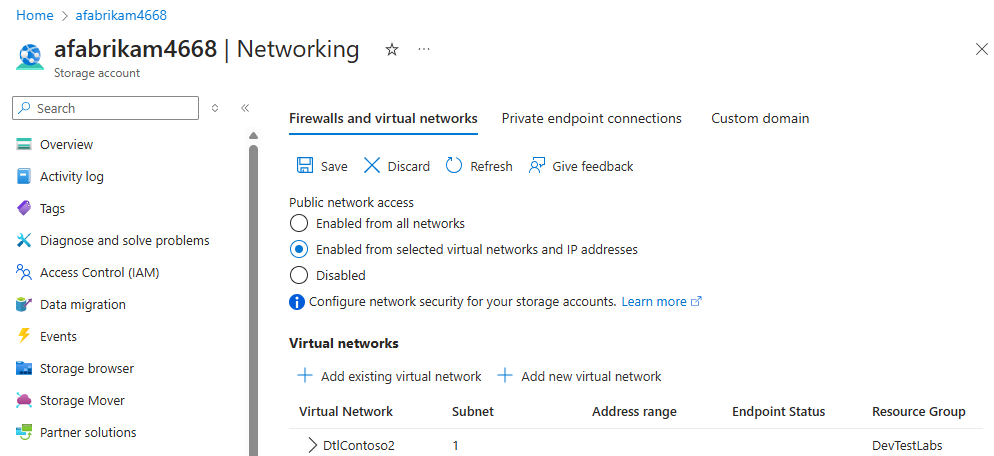 Home > afabrikam4668
afabrikam4668 | Networking
Storage account
Search
Overview
Activity log
Tags
Diagnose and solve problems
Access Control (IAM)
Data migration
Events
Storage browser
Storage Mover
Partner solutions
Firewalls and virtual networks Private endpoint connections Custom domain
Save Discard Refresh Give feedback
Public network access
Enabled from all networks
Enabled from selected virtual networks and IP addresses
Disabled
Configure network security for your storage accounts. Learn more
Virtual networks
Add existing virtual network Add new virtual network
Virtual Network Subnet Address range Endpoint Status Resource Group
DtlContoso2 1 DevTestLabs